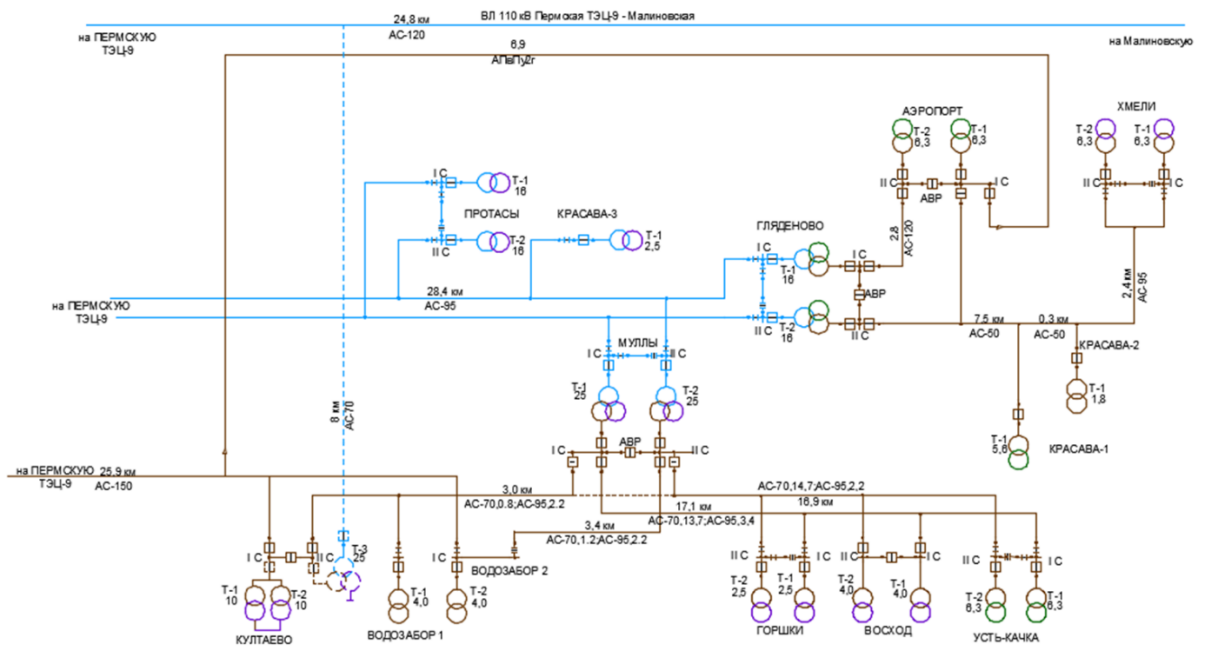 24,8 км
ВЛ 110 кВ Пермская ТЭЦ-9 - Малиновская
на ПЕРМСКУЮ
ТЭЦ-9
АС-120
на Малиновскую
6,9
АПвПу2г
АЭРОПОРТ
ХМЕЛИ
Т-2
6,3
Т-1
6,3
Т-2
6,3
Т-1
6,3
I С
Т-1
16
II С
I С
АВР
II С
I С
ПРОТАСЫ
КРАСАВА-3
ГЛЯДЕНОВО
Т-2
16
II С
Т-1
2,5
2,8
АС-120
I С
I С
Т-1
16
2,4 км
АС-95
28,4 км
АС-95
АВР
на ПЕРМСКУЮ
ТЭЦ-9
7,5 км
АС-50
0,3 км
АС-50
II С
Т-2
16
II С
I С
МУЛЛЫ
II С
КРАСАВА-2
Т-1
25
Т-2
25
Т-1
1,8
8 км
АС-70
I С
АВР
II С
Т-1
5,6
КРАСАВА-1
на ПЕРМСКУЮ
ТЭЦ-9
25,9 км
АС-150
3,0 км
АС-70,0.8;АС-95,2.2
АС-70,14,7;АС-95,2,2
16,9 км
17,1 км
АС-70,13,7;АС-95,3,4
3,4 км
АС-70,1.2;АС-95,2.2
I С
II С
Т-3
25
I С
ВОДОЗАБОР 2
II С
I С
II С
I С
II С
I С
Т-1
10
Т-2
10
Т-1
4,0
Т-2
4,0
Т-2
2,5
Т-1
2,5
Т-2
4,0
Т-1
4,0
Т-2
6,3
Т-1
6,3
КУЛТАЕВО
ВОДОЗАБОР 1
ГОРШКИ
ВОСХОД
УСТЬ-КАЧКА